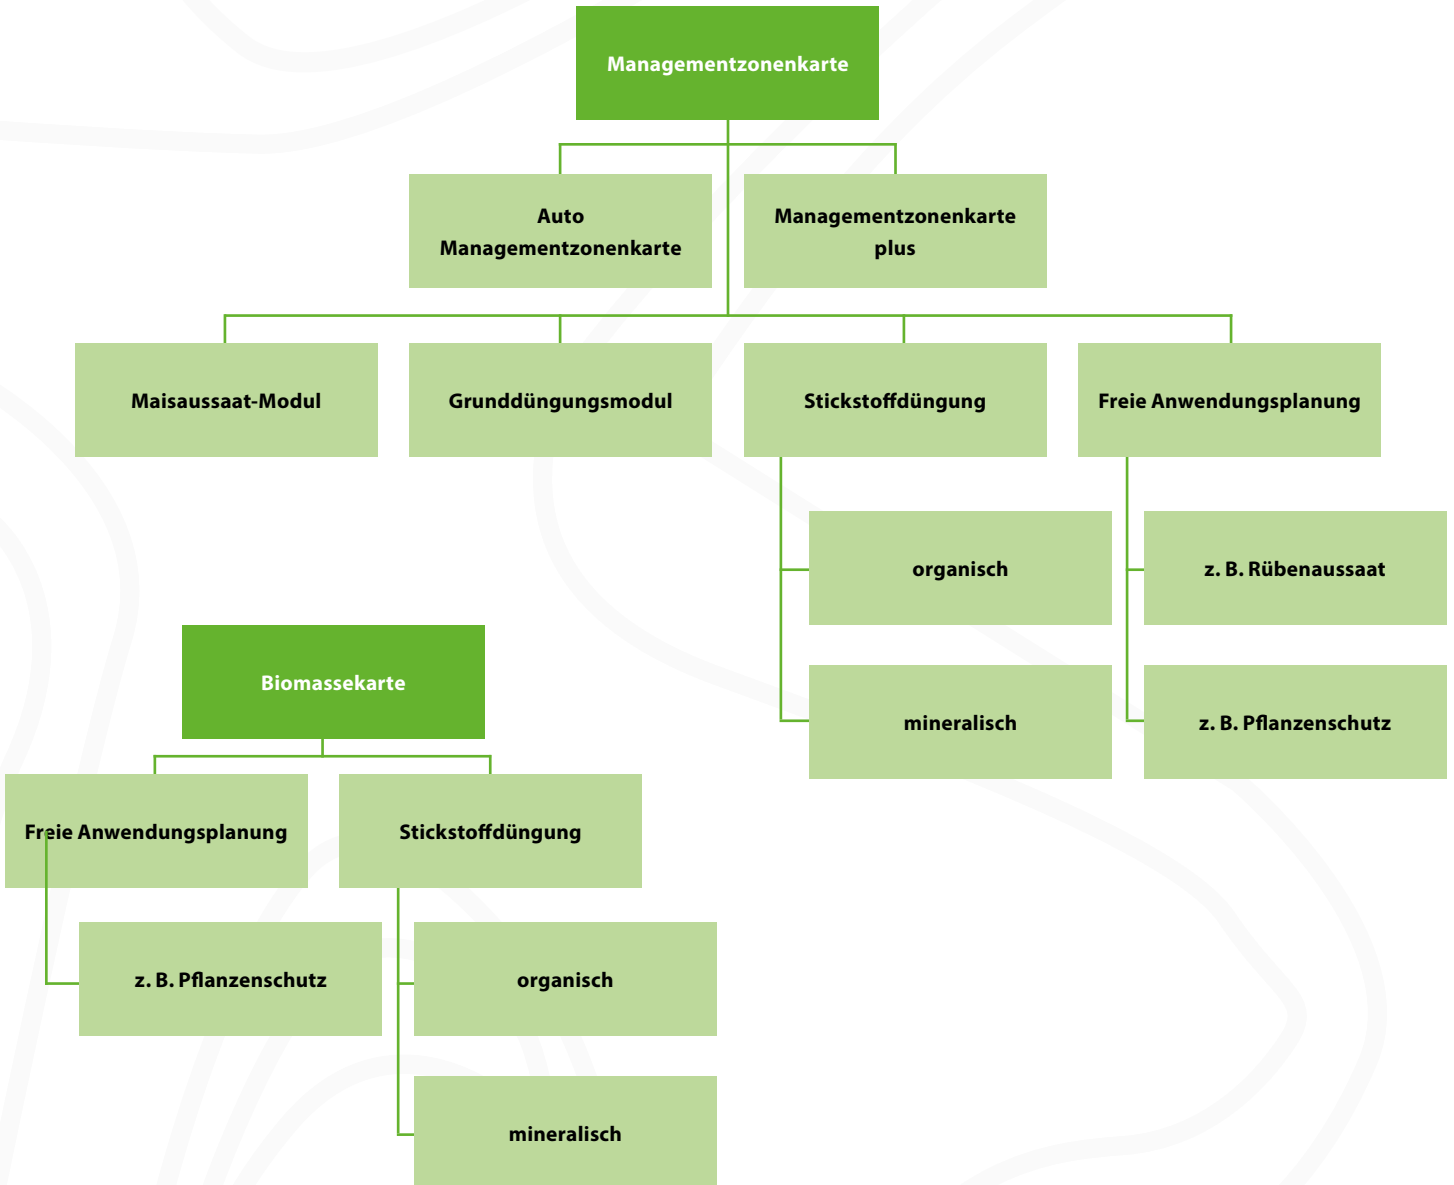 Managementzonenkarte
Auto
Managementzonenkarte
Managementzonenkarte
plus
Maisaussaat-Modul
Grunddüngungsmodul
Stickstoffdüngung
Freie Anwendungsplanung
organisch
z. B. Rübenaussaat
mineralisch
z. B. Pflanzenschutz
Biomassekarte
Freie Anwendungsplanung
Stickstoffdüngung
z. B. Pflanzenschutz
organisch
mineralisch